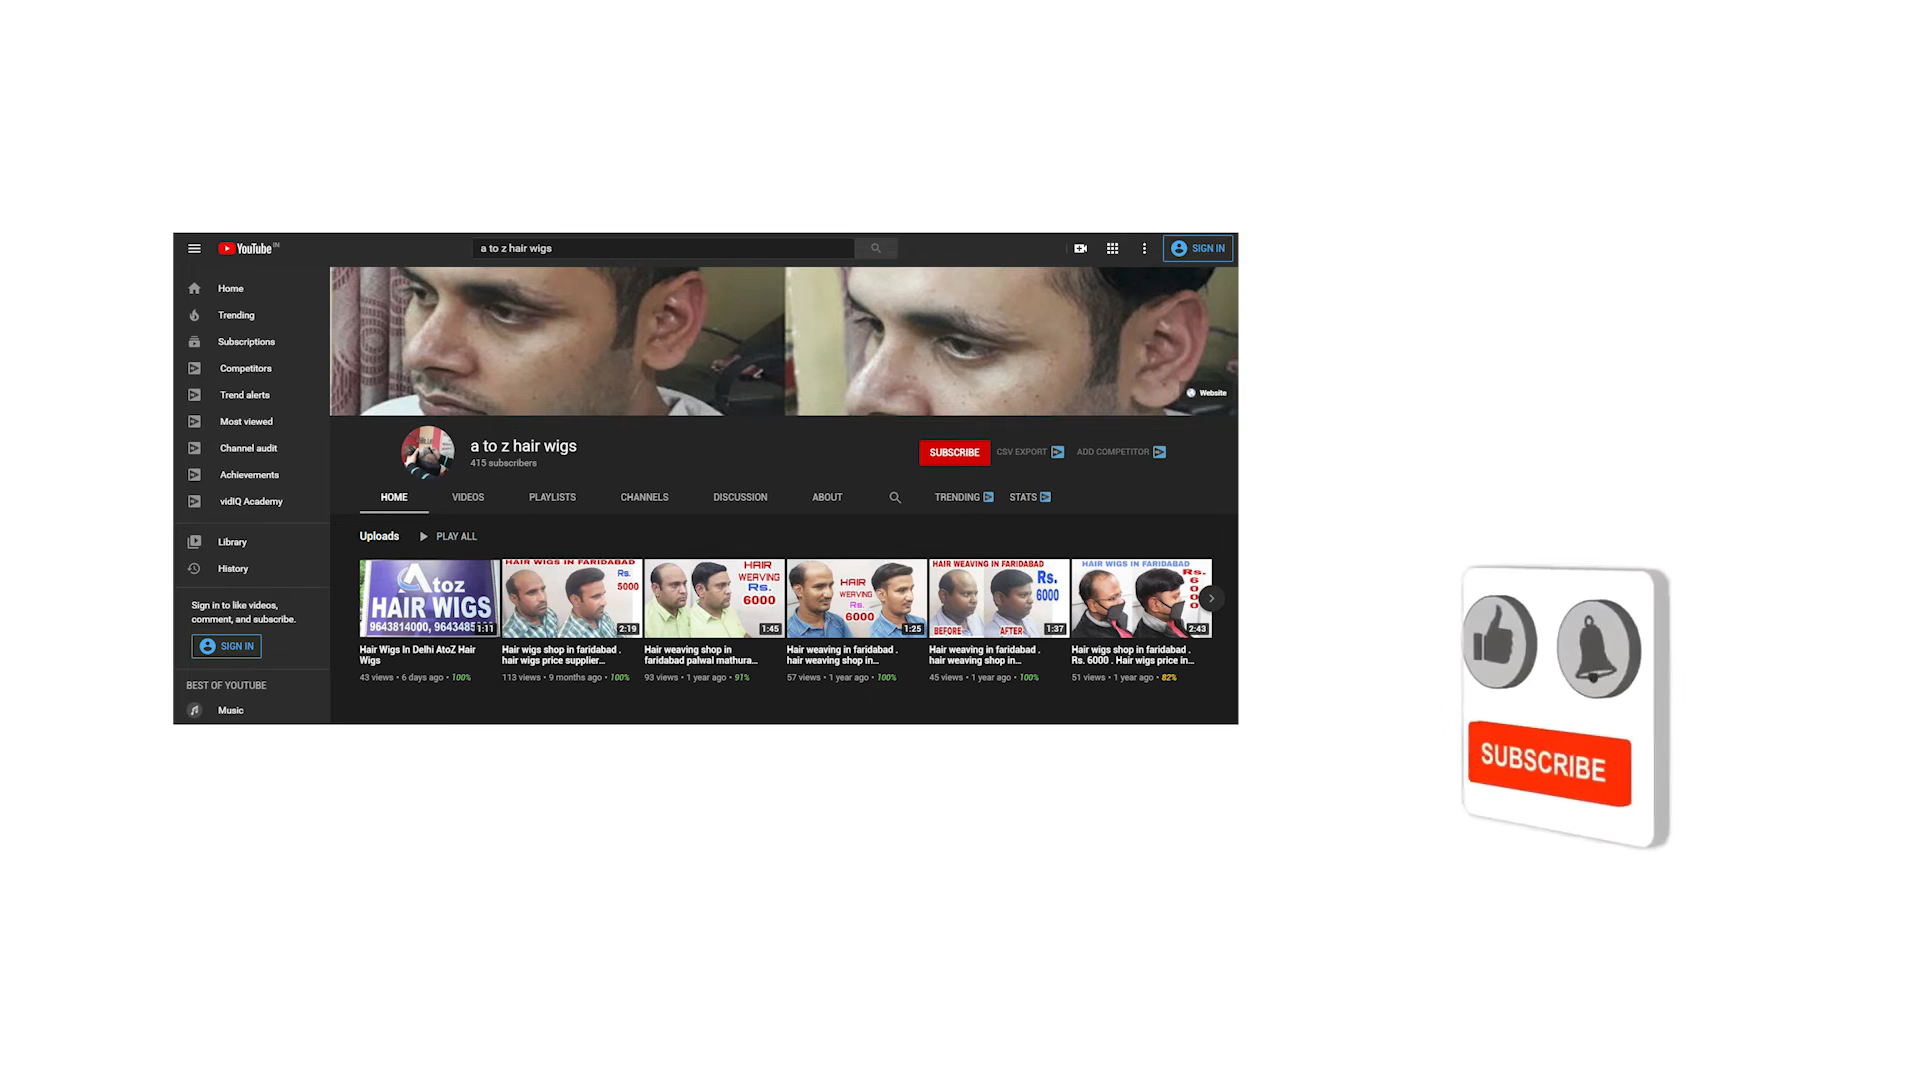 YouTube IN
a to z hair wigs
SIGN IN
Home
Trending
Subscriptions
Competitors
Trend alerts
Most viewed
Channel audit
Achievements
vidIQ Academy
Library
History
Sign in to like videos,
comment, and subscribe.
SIGN IN
BEST OF YOUTUBE
Music
Website
a to z hair wigs
415 subscribers
SUBSCRIBE
CSV EXPORT
ADD COMPETITOR
HOME VIDEOS PLAYLISTS CHANNELS DISCUSSION ABOUT TRENDING STATS
Uploads PLAY ALL
Atoz
HAIR WIGS
9643814000, 9643485
1:11
Hair Wigs In Delhi AtoZ Hair
Wigs
43 views • 6 days ago • 100%
HAIR WIGS IN FARIDABAD
Rs.
5000
2:19
Hair wigs shop in faridabad .
hair wigs price supplier...
113 views • 9 months ago • 100%
HAIR
WERVING
Rs.
6000
1:45
Hair weaving shop in
faridabad palwal mathura...
93 views • 1 year ago • 91%
HAIR
WERVING
Rs.
6000
1:25
Hair weaving in faridabad .
hair weaving shop in...
57 views • 1 year ago • 100%
HAIR WEAVING IN FARIDABAD
Rs.
6000
BEFORE AFTER
1:37
Hair weaving in faridabad .
hair weaving shop in...
45 views • 1 year ago • 100%
HAIR WIGS IN FARIDABAD
Rs.
6
0
0
0
2:43
Hair wigs shop in faridabad .
Rs. 6000 . Hair wigs price in...
51 views • 1 year ago • 82%
SUBSCRIBE